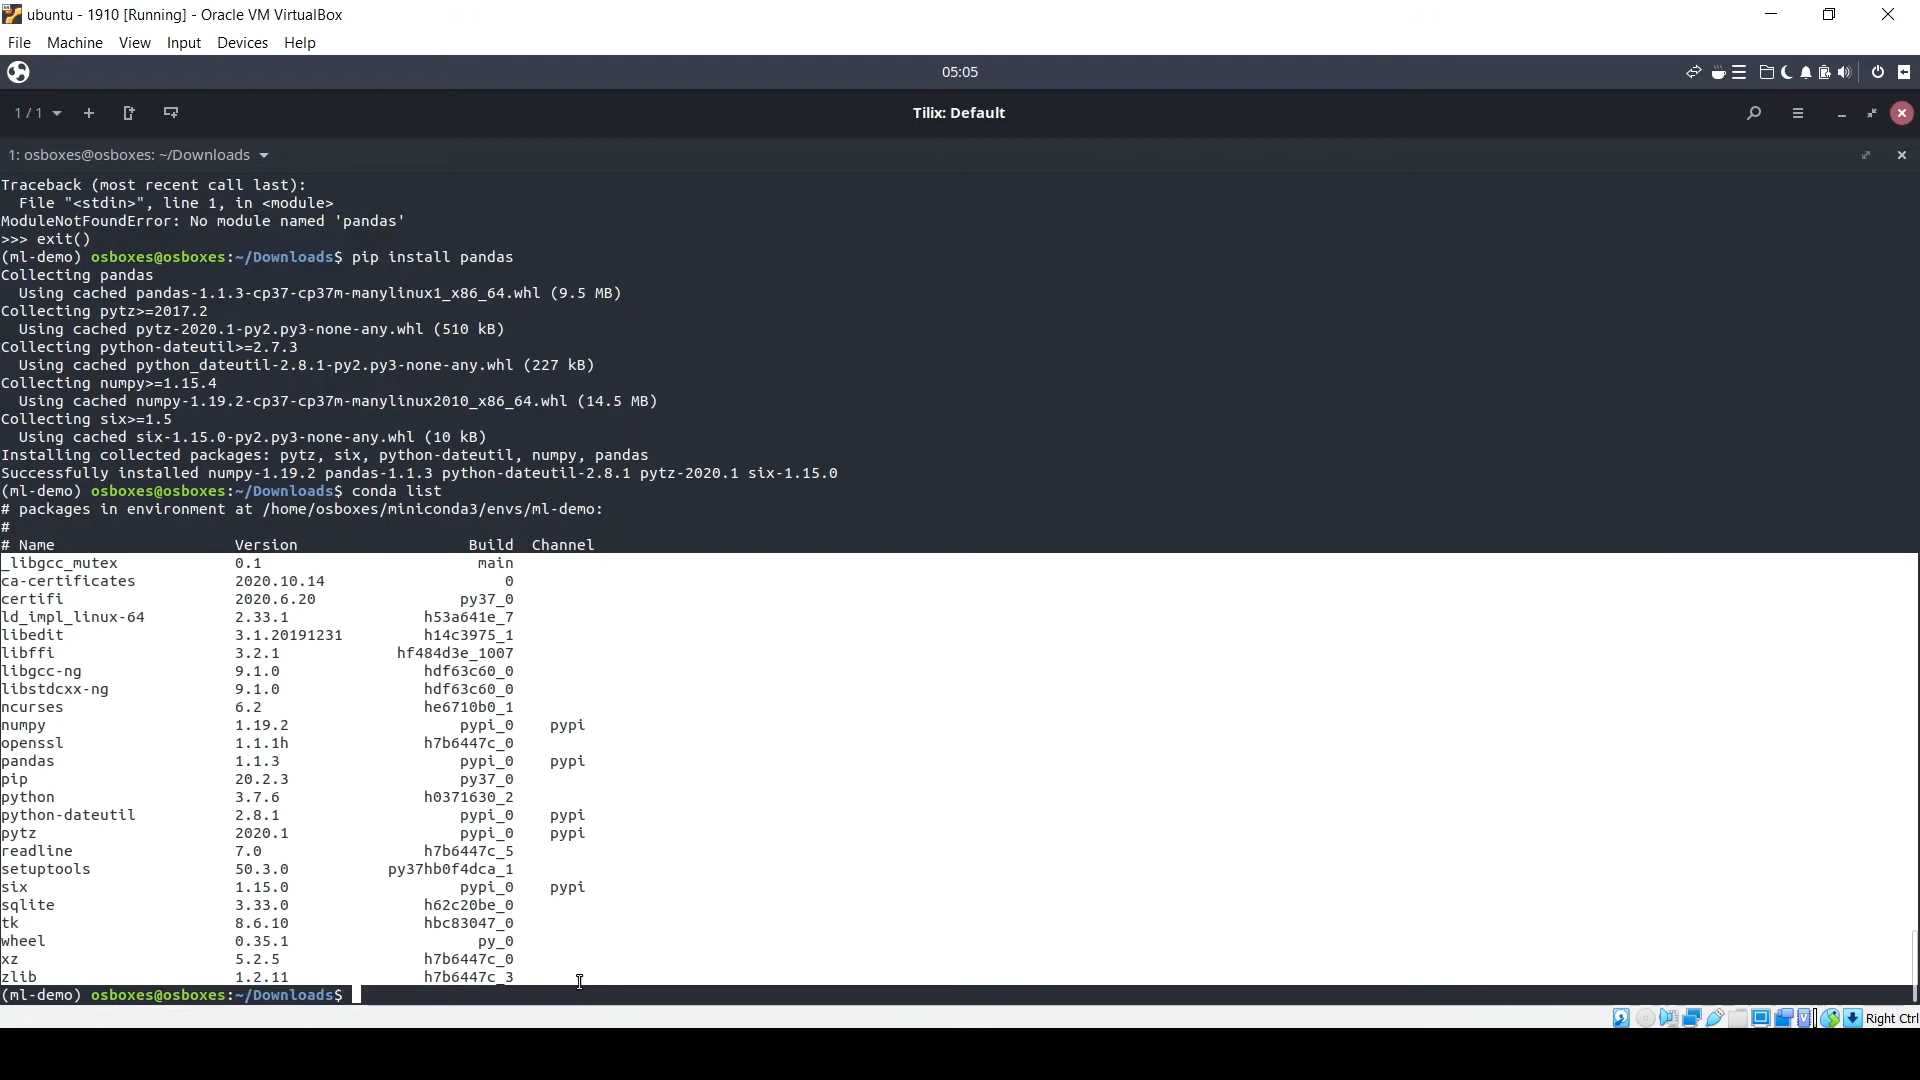 ubuntu - 1910 [Running] - Oracle VM VirtualBox
File Machine View Input Devices Help
05:05
1 / 1
Tilix: Default
1: osboxes@osboxes: ~/Downloads
Traceback (most recent call last):
  File "<stdin>", line 1, in <module>
ModuleNotFoundError: No module named 'pandas'
>>> exit()
(ml-demo) osboxes@osboxes:~/Downloads$ pip install pandas
Collecting pandas
  Using cached pandas-1.1.3-cp37-cp37m-manylinux1_x86_64.whl (9.5 MB)
Collecting pytz>=2017.2
  Using cached pytz-2020.1-py2.py3-none-any.whl (510 kB)
Collecting python-dateutil>=2.7.3
  Using cached python_dateutil-2.8.1-py2.py3-none-any.whl (227 kB)
Collecting numpy>=1.15.4
  Using cached numpy-1.19.2-cp37-cp37m-manylinux2010_x86_64.whl (14.5 MB)
Collecting six>=1.5
  Using cached six-1.15.0-py2.py3-none-any.whl (10 kB)
Installing collected packages: pytz, six, python-dateutil, numpy, pandas
Successfully installed numpy-1.19.2 pandas-1.1.3 python-dateutil-2.8.1 pytz-2020.1 six-1.15.0
(ml-demo) osboxes@osboxes:~/Downloads$ conda list
# packages in environment at /home/osboxes/miniconda3/envs/ml-demo:
#
# Name Version Build Channel
_libgcc_mutex 0.1 main
ca-certificates 2020.10.14 0
certifi 2020.6.20 py37_0
ld_impl_linux-64 2.33.1 h53a641e_7
libedit 3.1.20191231 h14c3975_1
libffi 3.2.1 hf484d3e_1007
libgcc-ng 9.1.0 hdf63c60_0
libstdcxx-ng 9.1.0 hdf63c60_0
ncurses 6.2 he6710b0_1
numpy 1.19.2 pypi_0 pypi
openssl 1.1.1h h7b6447c_0
pandas 1.1.3 pypi_0 pypi
pip 20.2.3 py37_0
python 3.7.6 h0371630_2
python-dateutil 2.8.1 pypi_0 pypi
pytz 2020.1 pypi_0 pypi
readline 7.0 h7b6447c_5
setuptools 50.3.0 py37hb0f4dca_1
six 1.15.0 pypi_0 pypi
sqlite 3.33.0 h62c20be_0
tk 8.6.10 hbc83047_0
wheel 0.35.1 py_0
xz 5.2.5 h7b6447c_0
zlib 1.2.11 h7b6447c_3
(ml-demo) osboxes@osboxes:~/Downloads$
Right Ctrl